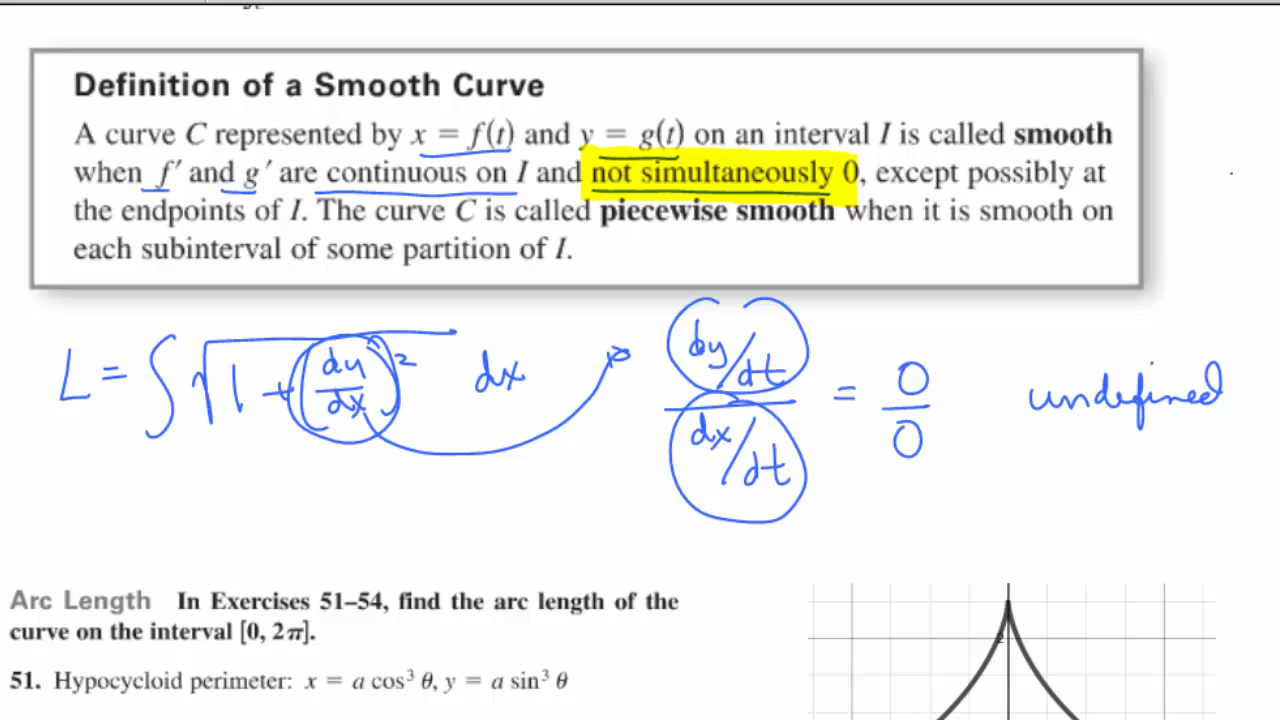 Definition of a Smooth Curve
A curve C represented by x = f(t) and y = g(t) on an interval I is called smooth
when f′ and g′ are continuous on I and not simultaneously 0, except possibly at
the endpoints of I. The curve C is called piecewise smooth when it is smooth on
each subinterval of some partition of I.
L = ∫ √(1 + (dy/dx)²) dx   (dy/dt)/(dx/dt) = 0/0 undefined
Arc Length In Exercises 51–54, find the arc length of the
curve on the interval [0, 2π].
51. Hypocycloid perimeter: x = a cos³ θ, y = a sin³ θ
2